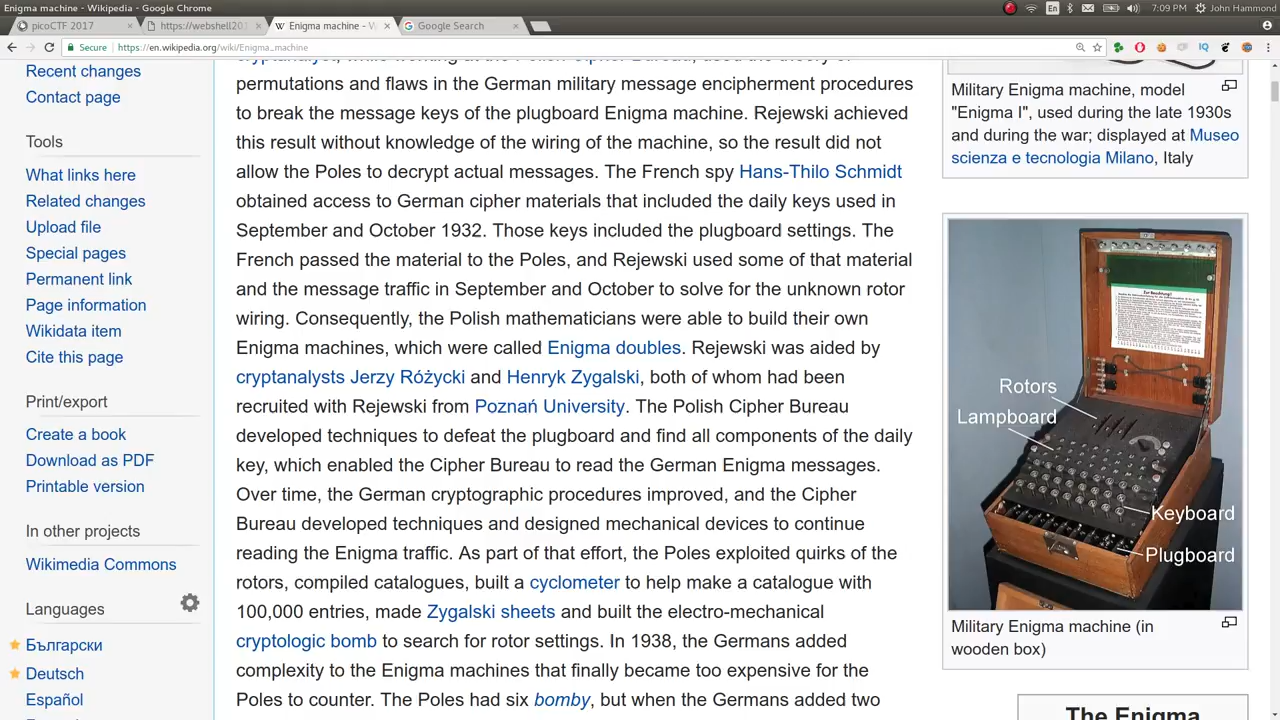 Enigma machine - Wikipedia - Google Chrome
En
7:09 PM
John Hammond
picoCTF 2017
https://webshell201
Enigma machine - W
Google Search
Secure
https://en.wikipedia.org/wiki/Enigma_machine
Recent changes
Contact page
Tools
What links here
Related changes
Upload file
Special pages
Permanent link
Page information
Wikidata item
Cite this page
Print/export
Create a book
Download as PDF
Printable version
In other projects
Wikimedia Commons
Languages
Български
Deutsch
Español
permutations and flaws in the German military message encipherment procedures
to break the message keys of the plugboard Enigma machine. Rejewski achieved
this result without knowledge of the wiring of the machine, so the result did not
allow the Poles to decrypt actual messages. The French spy Hans-Thilo Schmidt
obtained access to German cipher materials that included the daily keys used in
September and October 1932. Those keys included the plugboard settings. The
French passed the material to the Poles, and Rejewski used some of that material
and the message traffic in September and October to solve for the unknown rotor
wiring. Consequently, the Polish mathematicians were able to build their own
Enigma machines, which were called Enigma doubles. Rejewski was aided by
cryptanalysts Jerzy Różycki and Henryk Zygalski, both of whom had been
recruited with Rejewski from Poznań University. The Polish Cipher Bureau
developed techniques to defeat the plugboard and find all components of the daily
key, which enabled the Cipher Bureau to read the German Enigma messages.
Over time, the German cryptographic procedures improved, and the Cipher
Bureau developed techniques and designed mechanical devices to continue
reading the Enigma traffic. As part of that effort, the Poles exploited quirks of the
rotors, compiled catalogues, built a cyclometer to help make a catalogue with
100,000 entries, made Zygalski sheets and built the electro-mechanical
cryptologic bomb to search for rotor settings. In 1938, the Germans added
complexity to the Enigma machines that finally became too expensive for the
Poles to counter. The Poles had six bomby, but when the Germans added two
Military Enigma machine, model
"Enigma I", used during the late 1930s
and during the war; displayed at Museo
scienza e tecnologia Milano, Italy
Zur Beachtung!
Rotors
Lampboard
Keyboard
Plugboard
Military Enigma machine (in
wooden box)
The Enigma